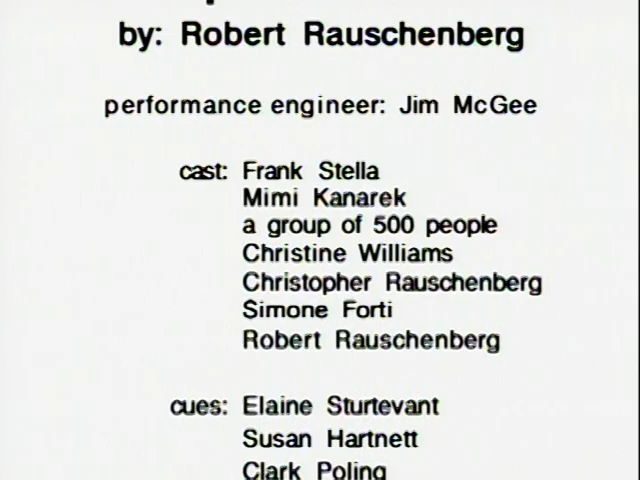 by: Robert Rauschenberg
performance engineer: Jim McGee
cast: Frank Stella
Mimi Kanarek
a group of 500 people
Christine Williams
Christopher Rauschenberg
Simone Forti
Robert Rauschenberg
cues: Elaine Sturtevant
Susan Hartnett
Clark Poling